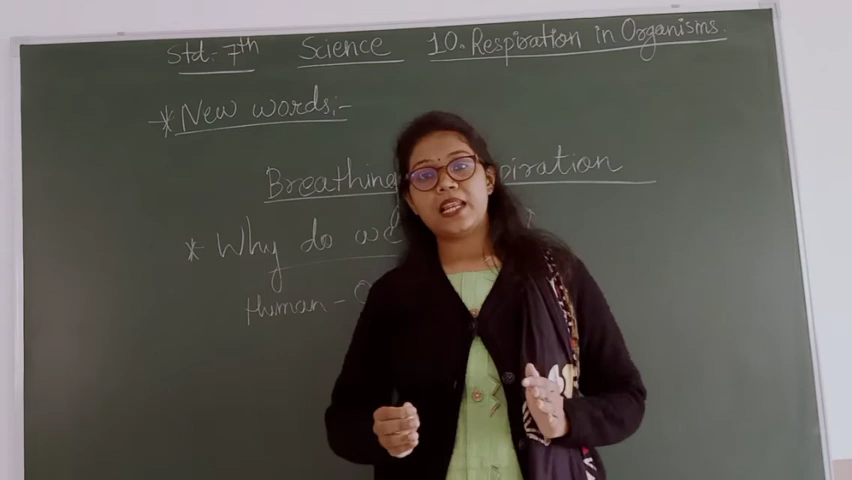 Std:- 7th Science 10. Respiration in Organisms.
* New words:-
Breathing
* Why do we
Human -